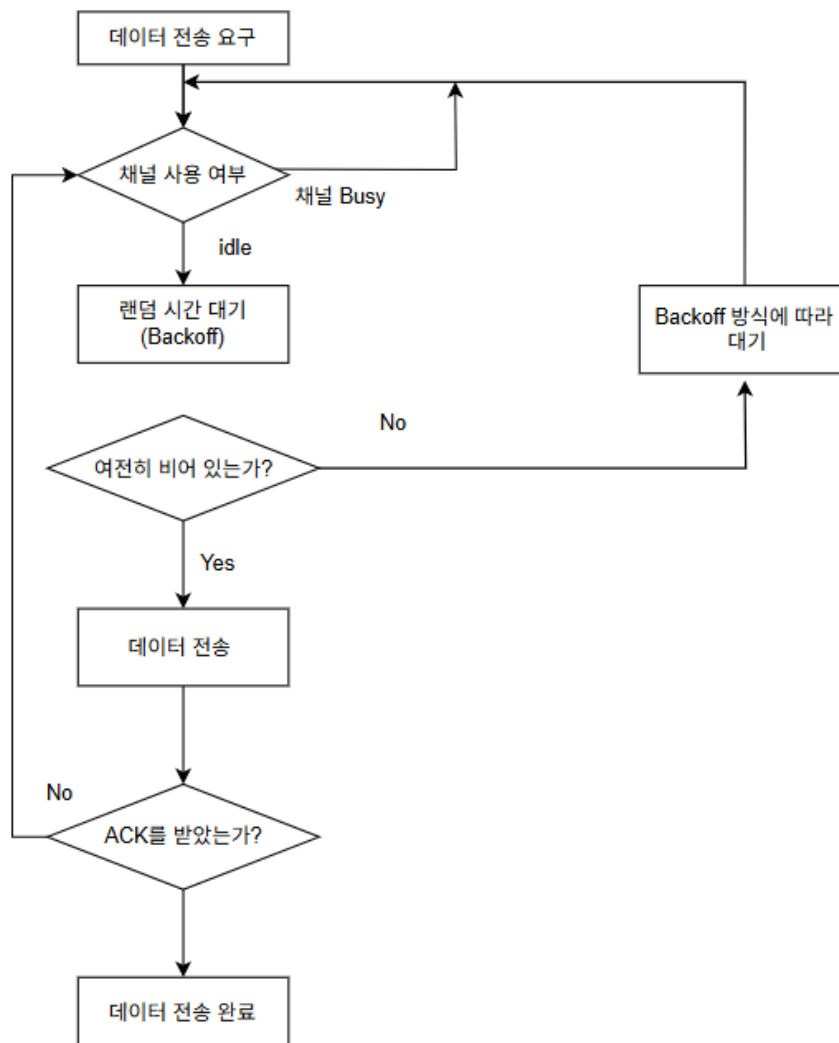 데이터 전송 요구
채널 사용 여부
채널 Busy
idle
랜덤 시간 대기
(Backoff)
Backoff 방식에 따라
대기
No
여전히 비어 있는가?
Yes
데이터 전송
No
ACK를 받았는가?
데이터 전송 완료